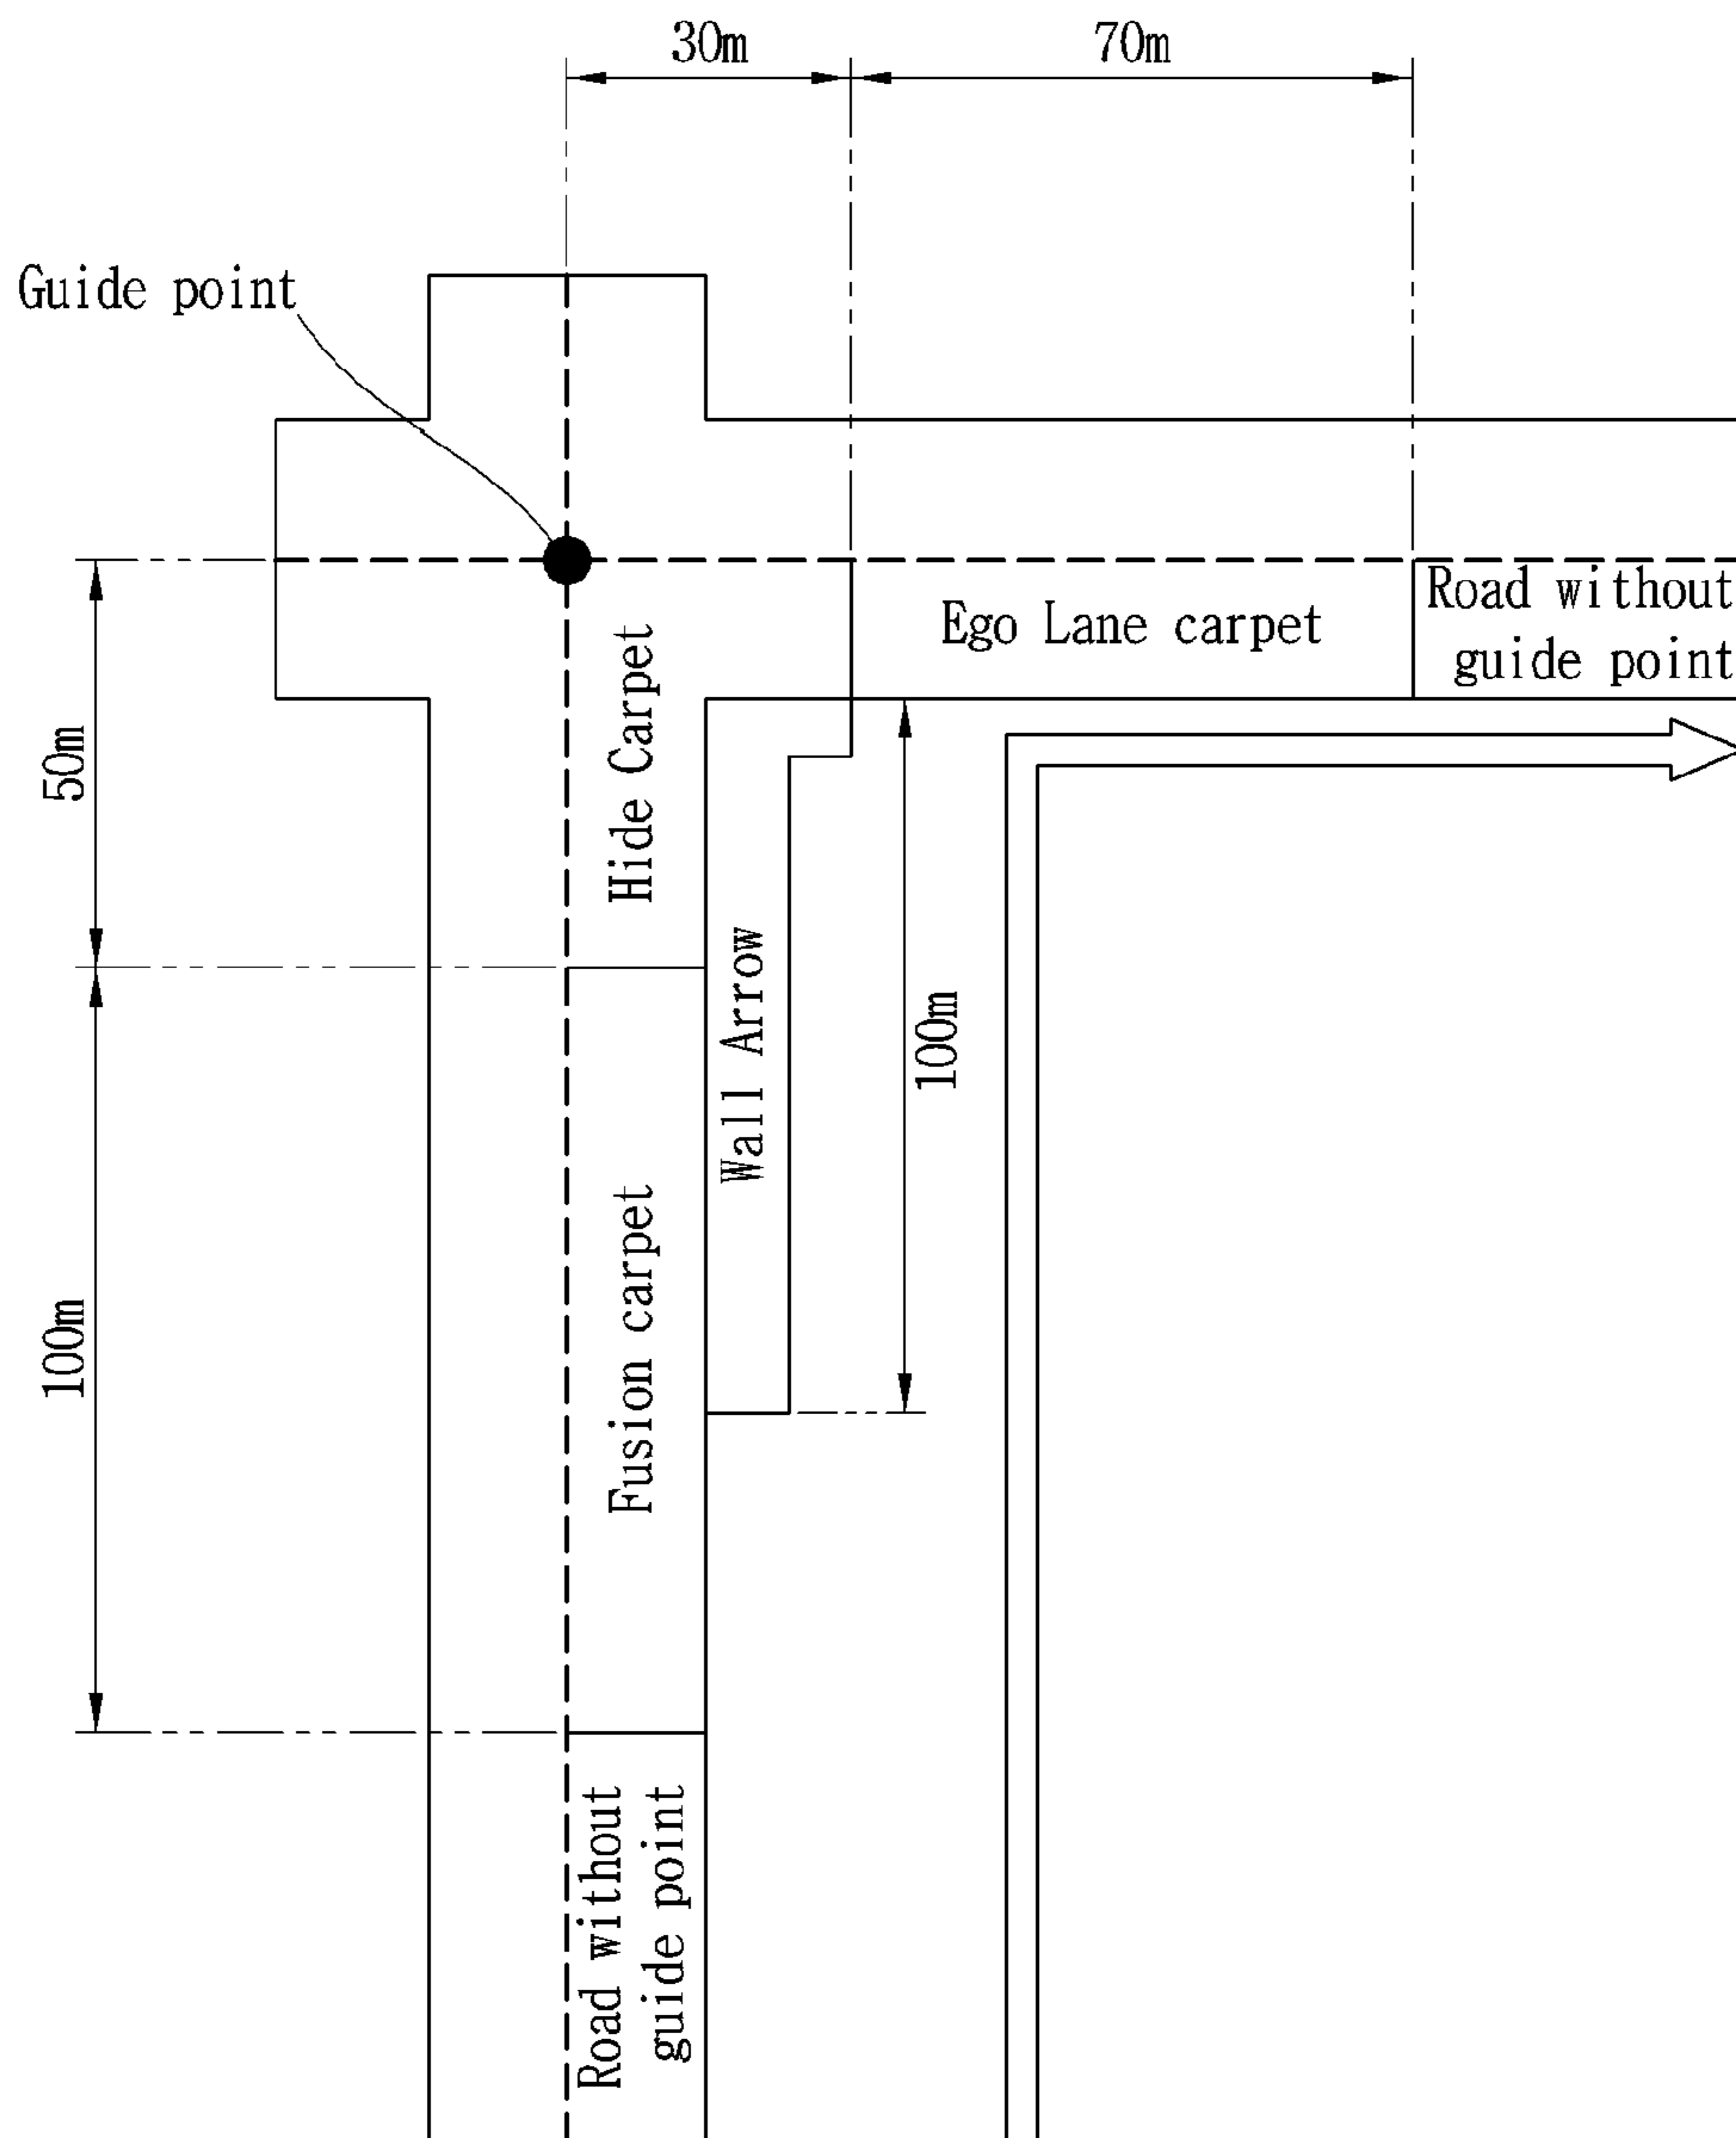 30m
70m
Guide point
Road without
guide point
Ego Lane carpet
Hide Carpet
50m
Wall Arrow
100m
Fusion carpet
100m
Road without
guide point